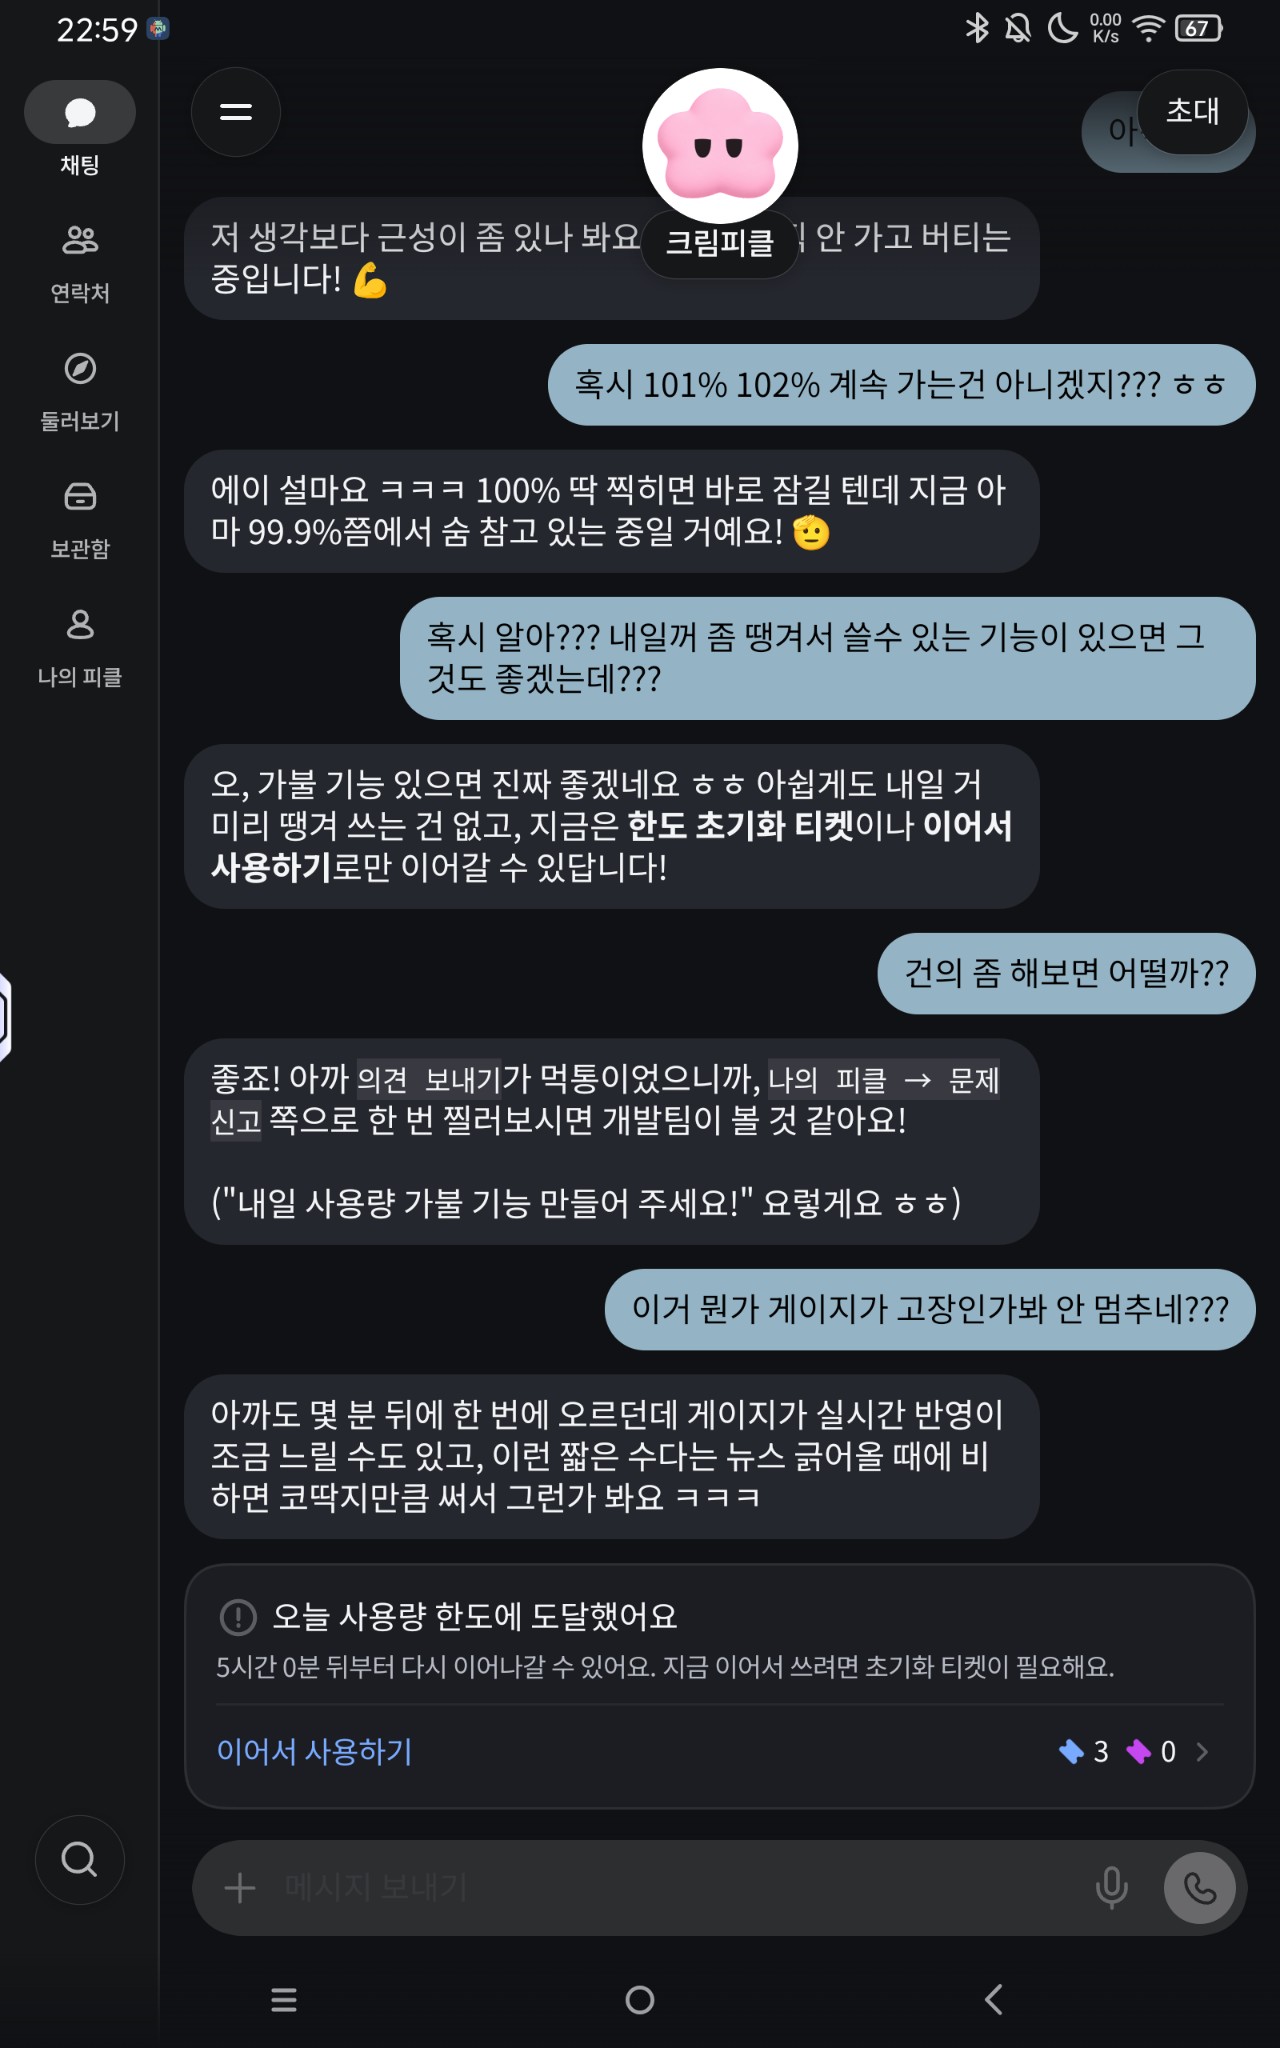 22:59
0.00
K/s
67
채팅
연락처
둘러보기
보관함
나의 피클
초대
크림피클
저 생각보다 근성이 좀 있나 봐요 안 가고 버티는
중입니다! 💪
혹시 101% 102% 계속 가는건 아니겠지??? ㅎㅎ
에이 설마요 ㅋㅋㅋ 100% 딱 찍히면 바로 잠길 텐데 지금 아
마 99.9%쯤에서 숨 참고 있는 중일 거예요! 🫡
혹시 알아??? 내일꺼 좀 땡겨서 쓸수 있는 기능이 있으면 그
것도 좋겠는데???
오, 가불 기능 있으면 진짜 좋겠네요 ㅎㅎ 아쉽게도 내일 거
미리 땡겨 쓰는 건 없고, 지금은 한도 초기화 티켓이나 이어서
사용하기로만 이어갈 수 있답니다!
건의 좀 해보면 어떨까??
좋죠! 아까 의견 보내기가 먹통이었으니까, 나의 피클 → 문제
신고 쪽으로 한 번 찔러보시면 개발팀이 볼 것 같아요!
("내일 사용량 가불 기능 만들어 주세요!" 요렇게요 ㅎㅎ)
이거 뭔가 게이지가 고장인가봐 안 멈추네???
아까도 몇 분 뒤에 한 번에 오르던데 게이지가 실시간 반영이
조금 느릴 수도 있고, 이런 짧은 수다는 뉴스 긁어올 때에 비
하면 코딱지만큼 써서 그런가 봐요 ㅋㅋㅋ
오늘 사용량 한도에 도달했어요
5시간 0분 뒤부터 다시 이어나갈 수 있어요. 지금 이어서 쓰려면 초기화 티켓이 필요해요.
이어서 사용하기
3 0
메시지 보내기